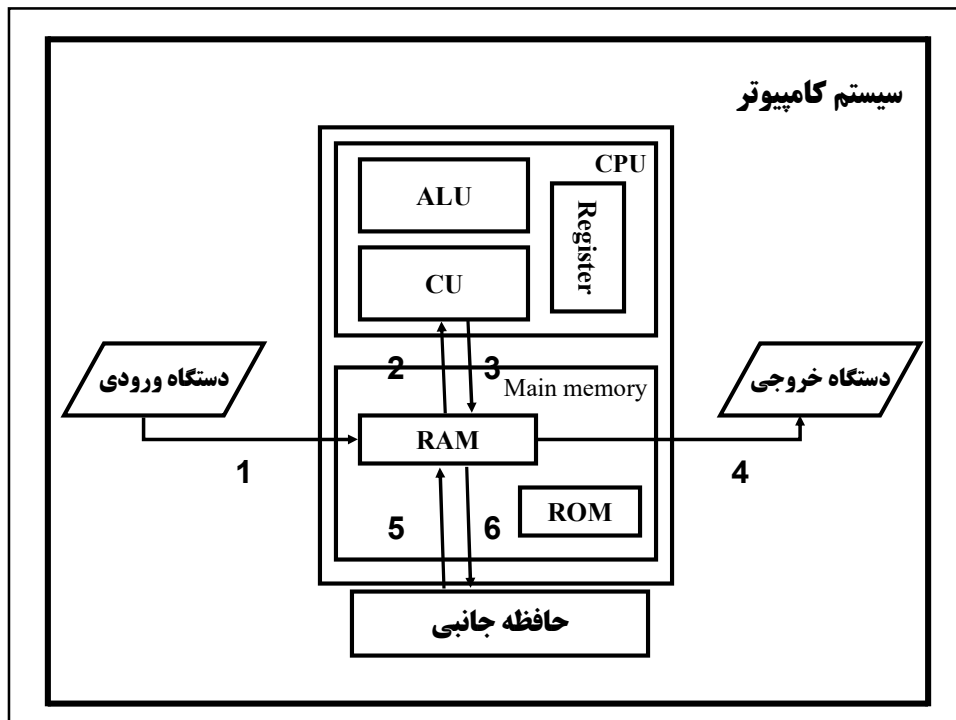 سیستم کامپیوتر
CPU
ALU
Register
CU
2
3
دستگاه ورودی
Main memory
دستگاه خروجی
RAM
1
4
ROM
5
6
حافظه جانبی